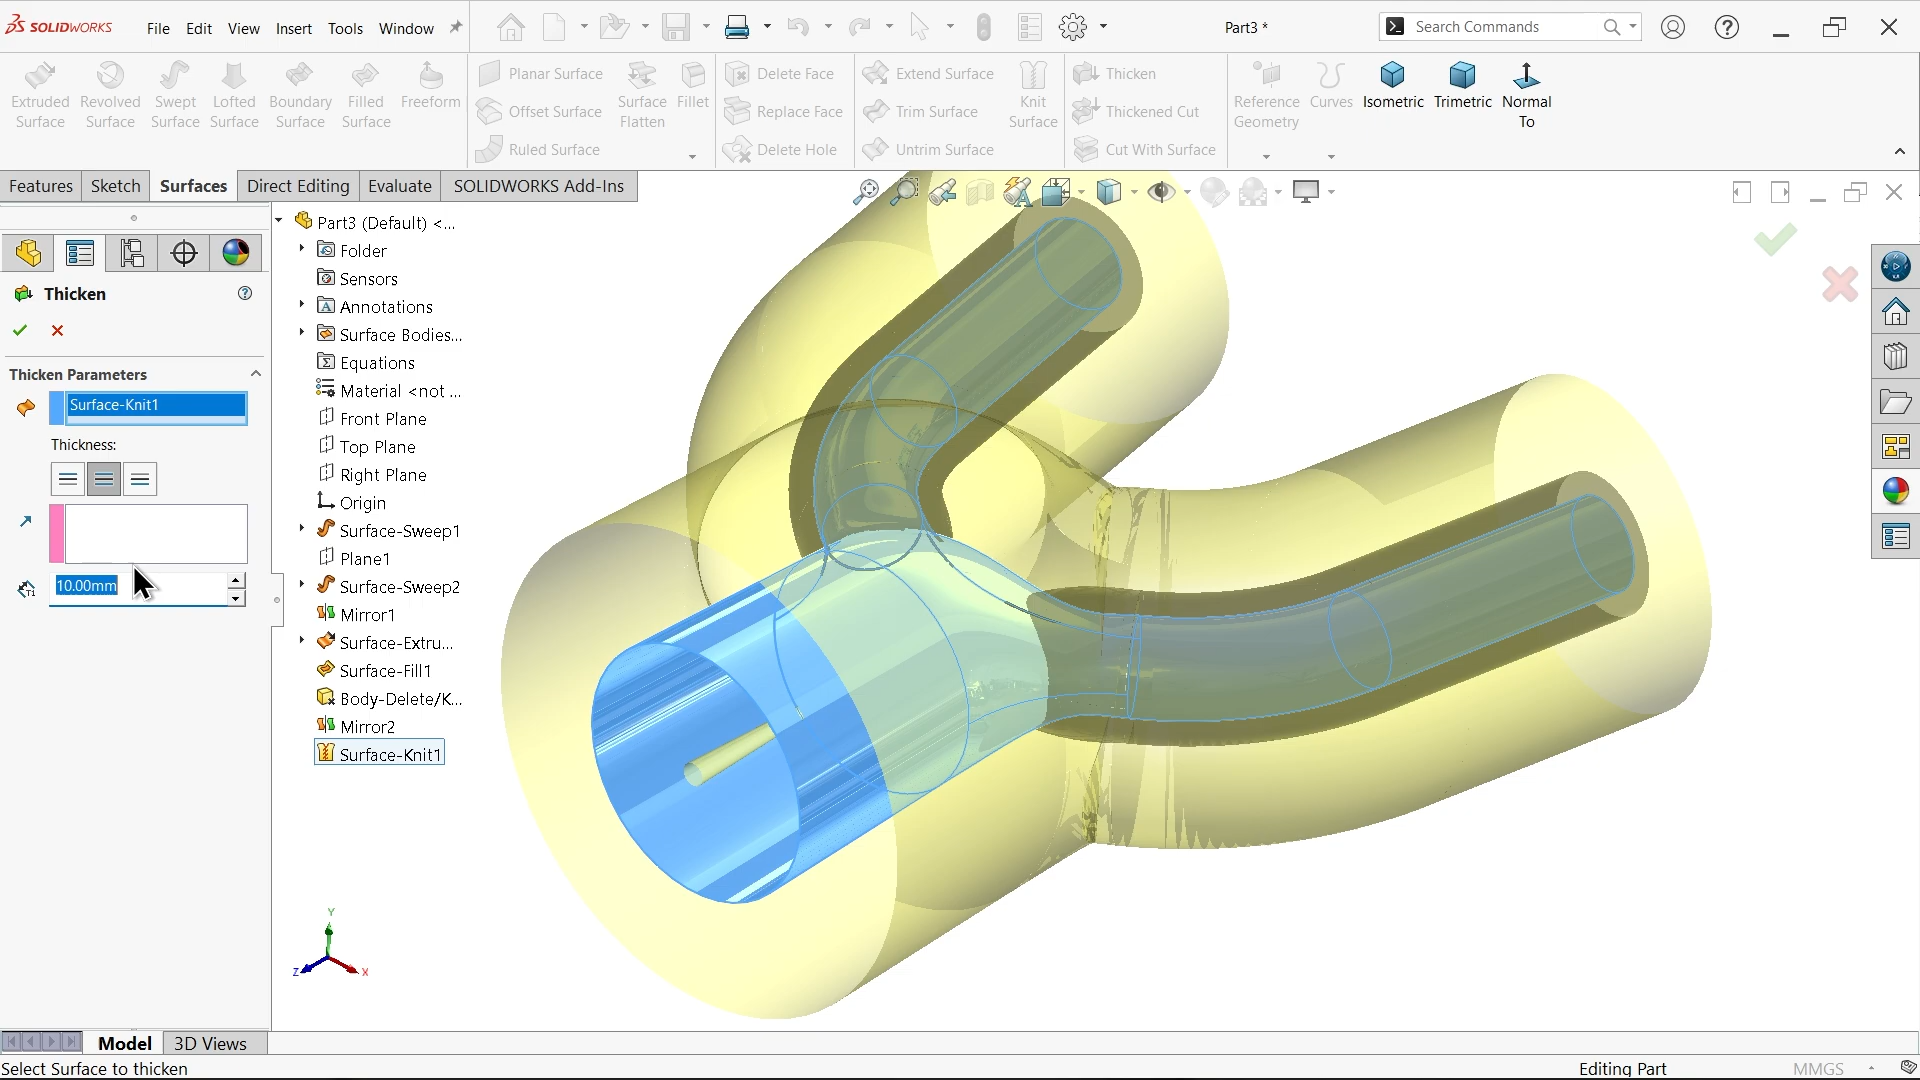 SOLIDWORKS File Edit View Insert Tools Window Part3 * Search Commands
Extruded Surface
Revolved Surface
Swept Surface
Lofted Surface
Boundary Surface
Filled Surface
Freeform
Planar Surface
Offset Surface
Ruled Surface
Surface Flatten
Fillet
Delete Face
Replace Face
Delete Hole
Extend Surface
Trim Surface
Untrim Surface
Knit Surface
Thicken
Thickened Cut
Cut With Surface
Reference Geometry
Curves
Isometric
Trimetric
Normal To
Features Sketch Surfaces Direct Editing Evaluate SOLIDWORKS Add-Ins
Thicken
Thicken Parameters
Surface-Knit1
Thickness:
T1
10.00mm
Part3 (Default) <...
Folder
Sensors
Annotations
Surface Bodies...
Equations
Material <not ...
Front Plane
Top Plane
Right Plane
Origin
Surface-Sweep1
Plane1
Surface-Sweep2
Mirror1
Surface-Extru...
Surface-Fill1
Body-Delete/K...
Mirror2
Surface-Knit1
Y
Z
X
Model 3D Views
Select Surface to thicken Editing Part MMGS